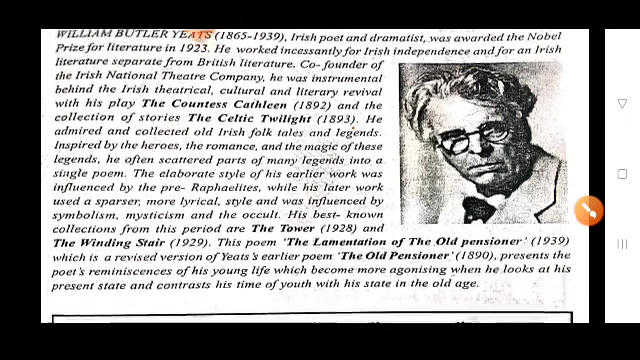 WILLIAM BUTLER YEATS (1865-1939), Irish poet and dramatist, was awarded the Nobel
Prize for literature in 1923. He worked incessantly for Irish independence and for an Irish
literature separate from British literature. Co- founder of
the Irish National Theatre Company, he was instrumental
behind the Irish theatrical, cultural and literary revival
with his play The Countess Cathleen (1892) and the
collection of stories The Celtic Twilight (1893). He
admired and collected old Irish folk tales and legends.
Inspired by the heroes, the romance, and the magic of these
legends, he often scattered parts of many legends into a
single poem. The elaborate style of his earlier work was
influenced by the pre- Raphaelites, while his later work
used a sparser, more lyrical, style and was influenced by
symbolism, mysticism and the occult. His best- known
collections from this period are The Tower (1928) and
The Winding Stair (1929). This poem 'The Lamentation of The Old pensioner' (1939)
which is a revised version of Yeats's earlier poem 'The Old Pensioner' (1890), presents the
poet's reminiscences of his young life which become more agonising when he looks at his
present state and contrasts his time of youth with his state in the old age.